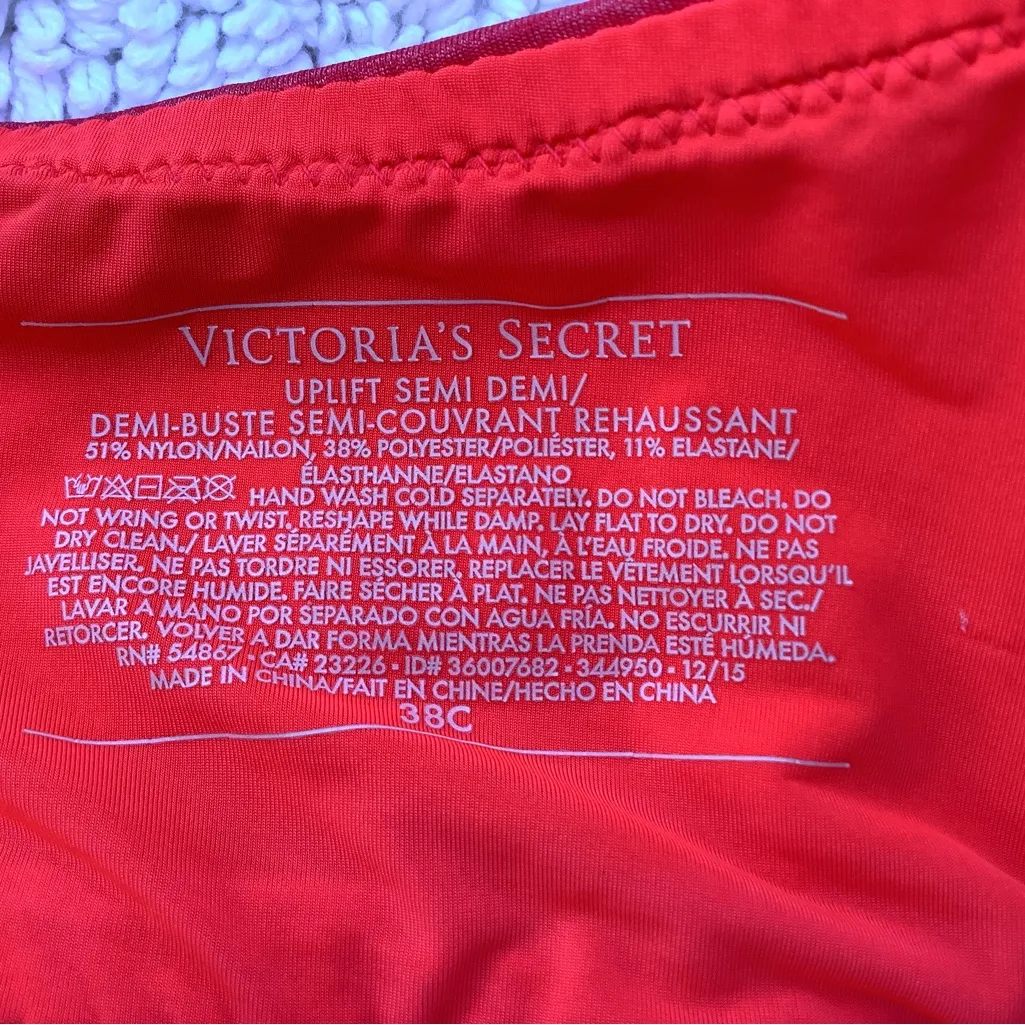 VICTORIA'S SECRET
UPLIFT SEMI DEMI/
DEMI-BUSTE SEMI-COUVRANT REHAUSSANT
51% NYLON/NAILON, 38% POLYESTER/POLIÉSTER, 11% ELASTANE/
ÉLASTHANNE/ELASTANO
HAND WASH COLD SEPARATELY. DO NOT BLEACH. DO
NOT WRING OR TWIST. RESHAPE WHILE DAMP. LAY FLAT TO DRY. DO NOT
DRY CLEAN./ LAVER SÉPARÉMENT À LA MAIN, À L'EAU FROIDE. NE PAS
JAVELLISER. NE PAS TORDRE NI ESSORER. REPLACER LE VÊTEMENT LORSQU'IL
EST ENCORE HUMIDE. FAIRE SÉCHER À PLAT. NE PAS NETTOYER À SEC./
LAVAR A MANO POR SEPARADO CON AGUA FRÍA. NO ESCURRIR NI
RETORCER. VOLVER A DAR FORMA MIENTRAS LA PRENDA ESTÉ HÚMEDA.
RN# 54867 · CA# 23226 · ID# 36007682 · 344950 · 12/15
MADE IN CHINA/FAIT EN CHINE/HECHO EN CHINA
38C